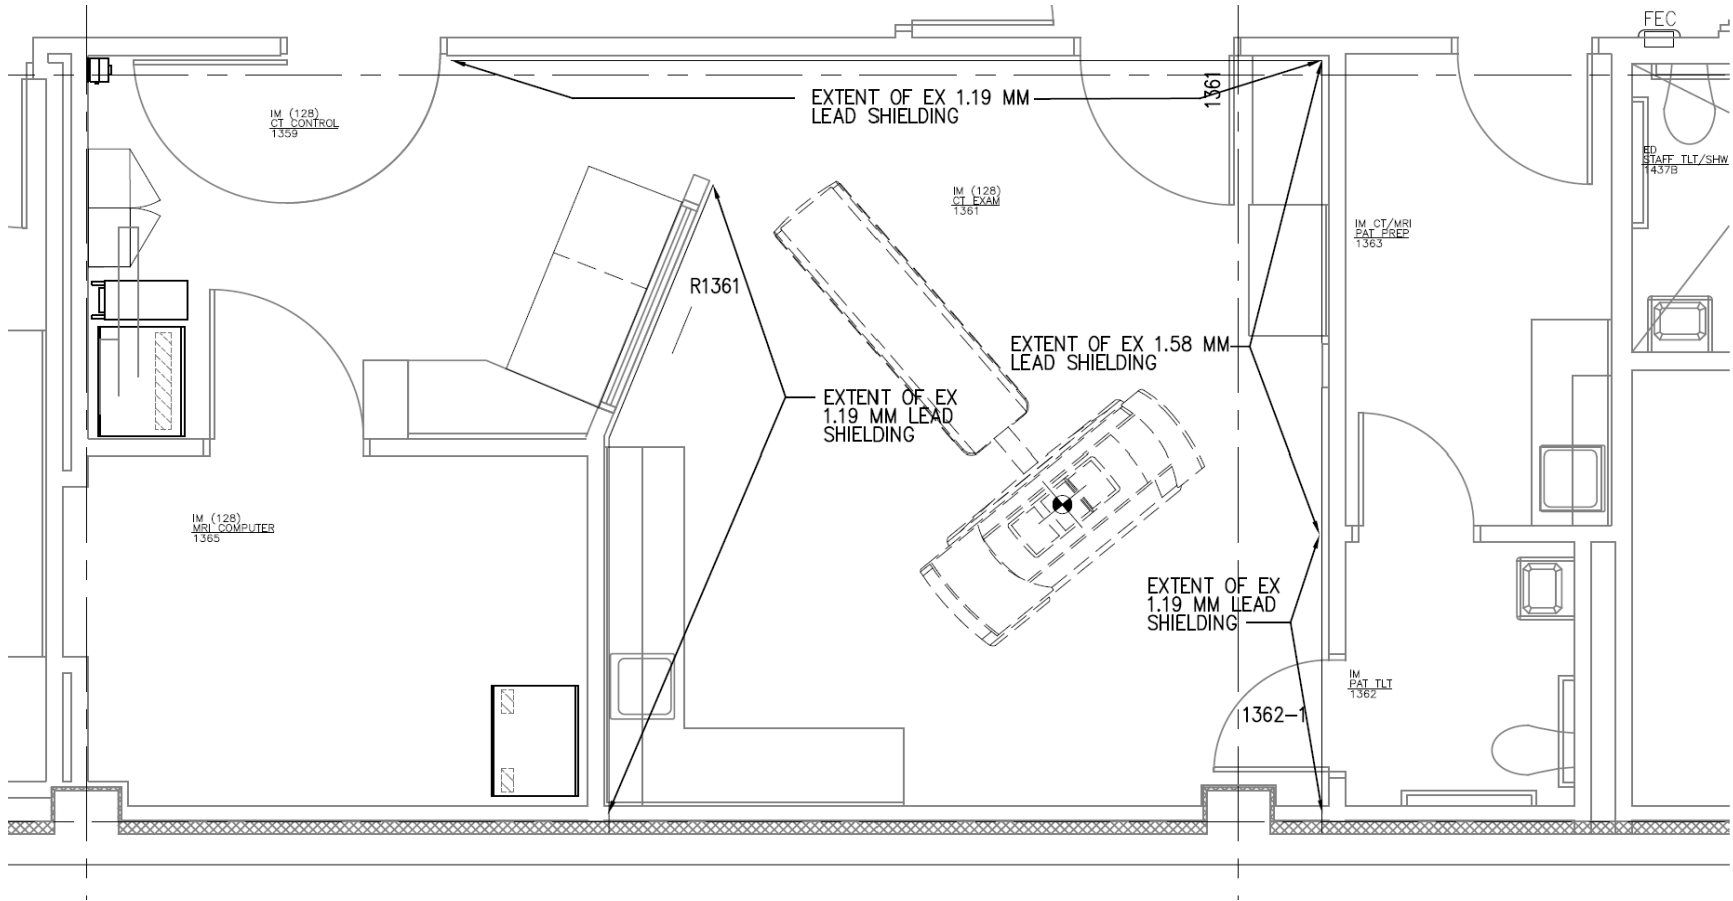 FEC
EXTENT OF EX 1.19 MM
LEAD SHIELDING
1361
IM (128)
CT CONTROL
1359
ED
STAFF TLT/SHW
1437B
IM (128)
CT EXAM
1361
IM CT/MRI
PAT PREP
1363
R1361
EXTENT OF EX 1.58 MM
LEAD SHIELDING
EXTENT OF EX
1.19 MM LEAD
SHIELDING
IM (128)
MRI COMPUTER
1365
EXTENT OF EX
1.19 MM LEAD
SHIELDING
IM
PAT TLT
1362
1362-1